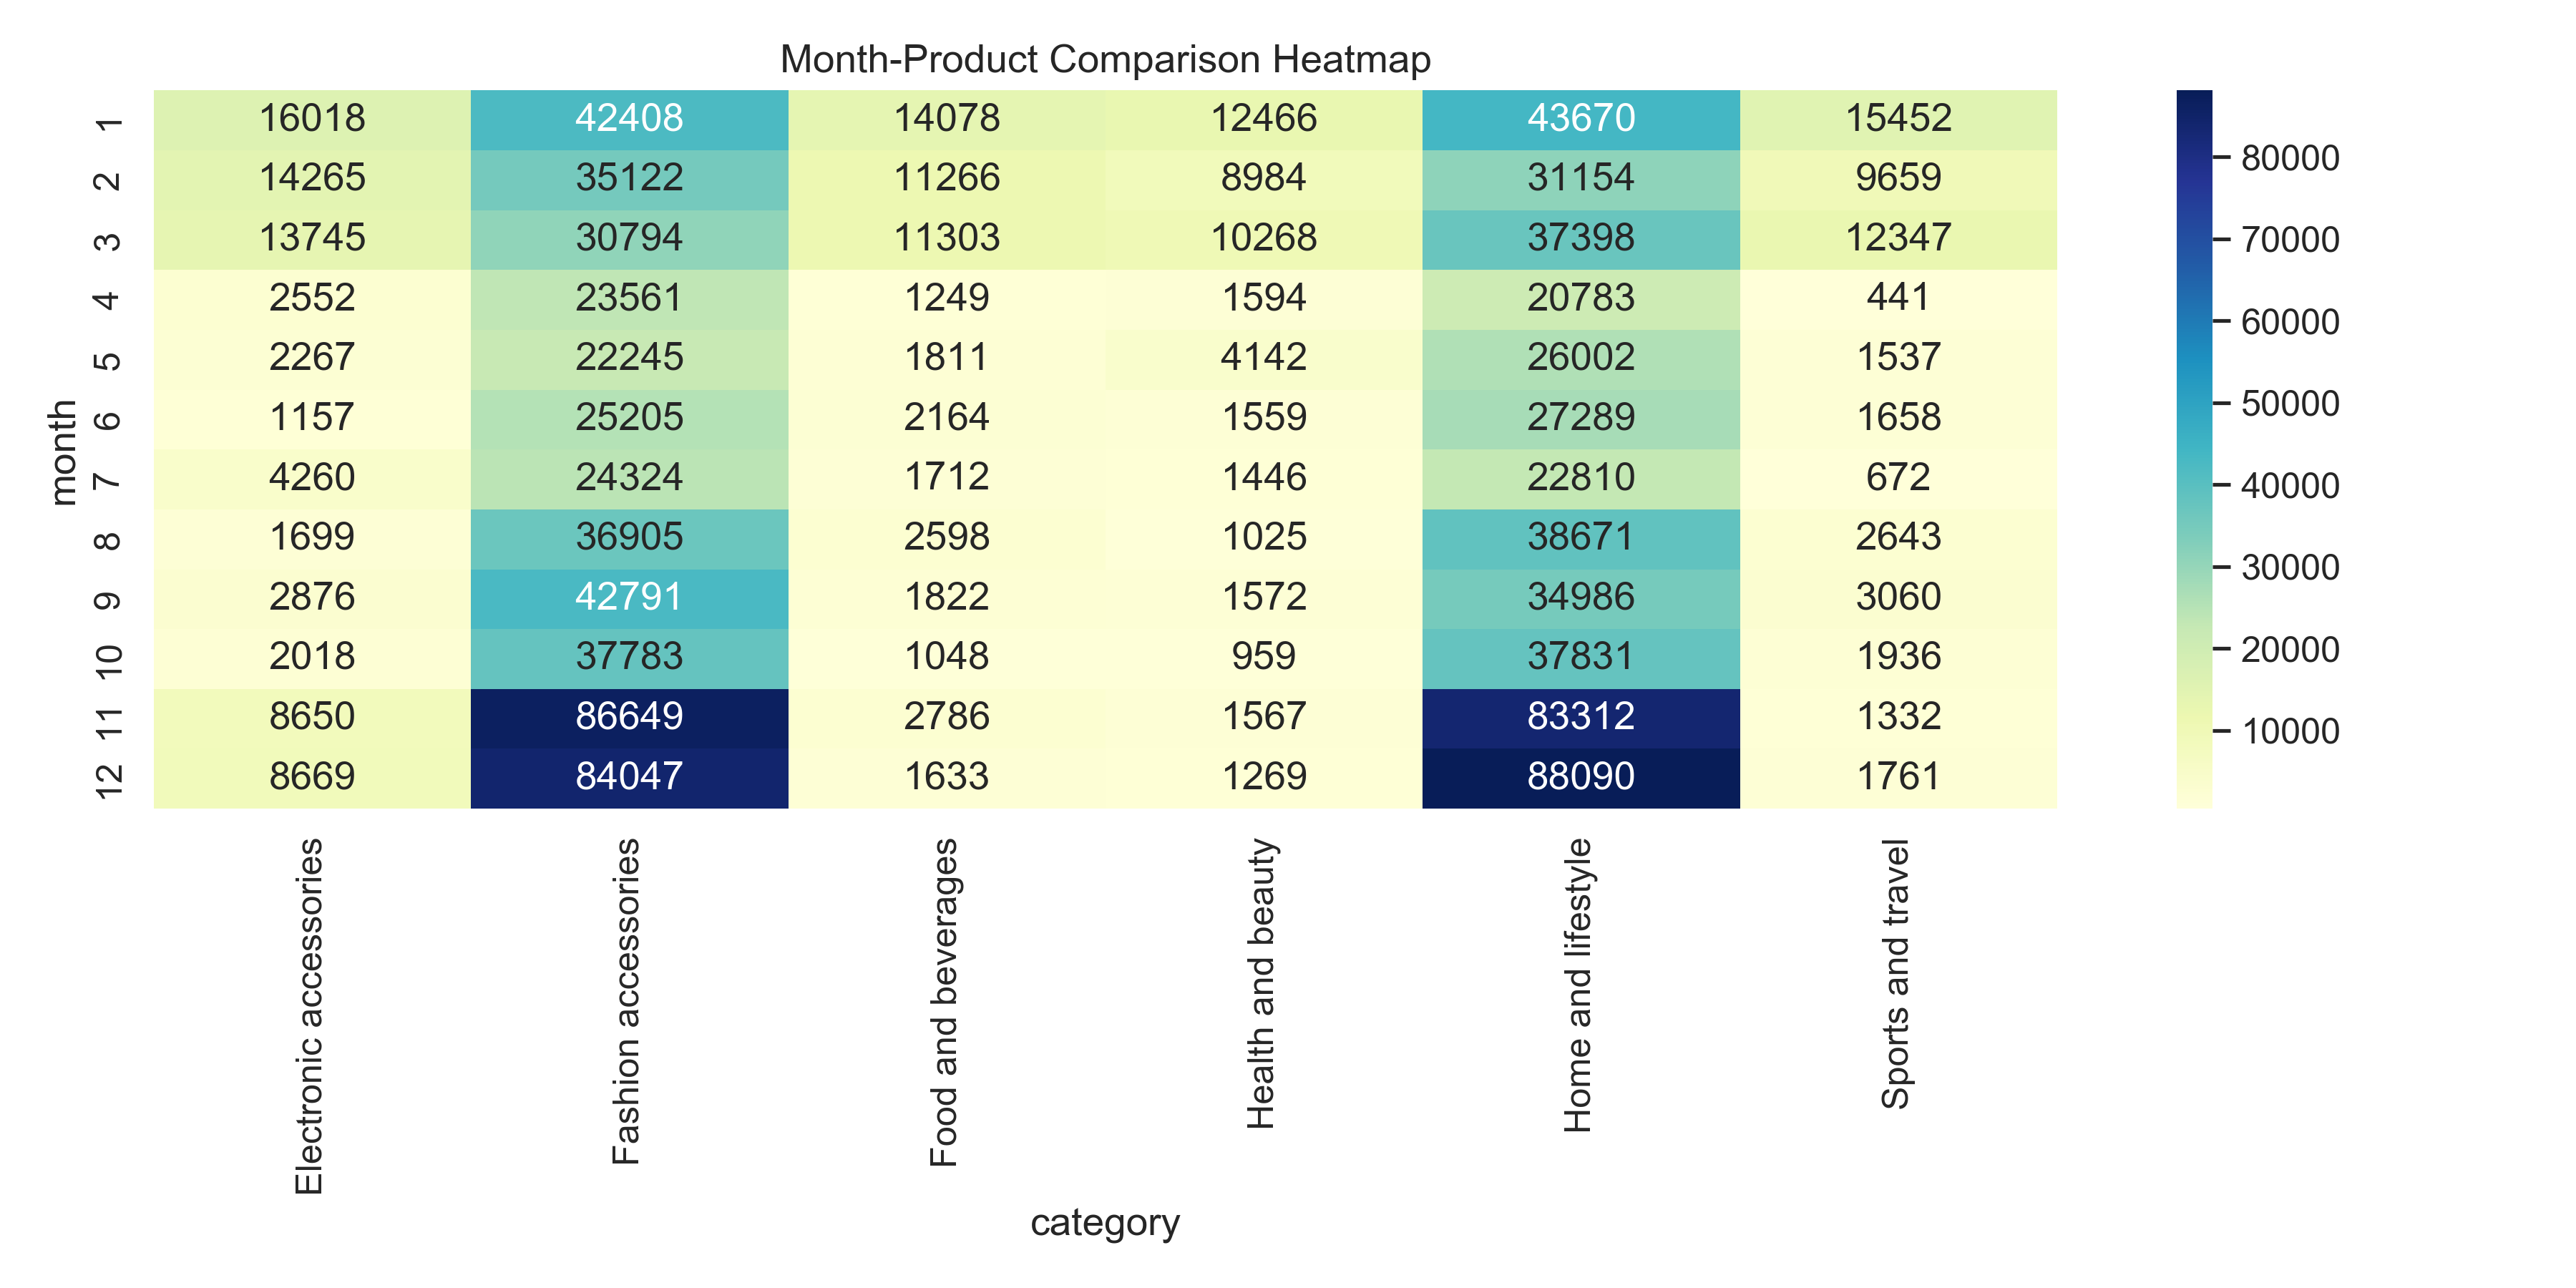 Month-Product Comparison Heatmap
month
1 16018 42408 14078 12466 43670 15452
2 14265 35122 11266 8984 31154 9659
3 13745 30794 11303 10268 37398 12347
4 2552 23561 1249 1594 20783 441
5 2267 22245 1811 4142 26002 1537
6 1157 25205 2164 1559 27289 1658
7 4260 24324 1712 1446 22810 672
8 1699 36905 2598 1025 38671 2643
9 2876 42791 1822 1572 34986 3060
10 2018 37783 1048 959 37831 1936
11 8650 86649 2786 1567 83312 1332
12 8669 84047 1633 1269 88090 1761
Electronic accessories
Fashion accessories
Food and beverages
Health and beauty
Home and lifestyle
Sports and travel
category
80000
70000
60000
50000
40000
30000
20000
10000